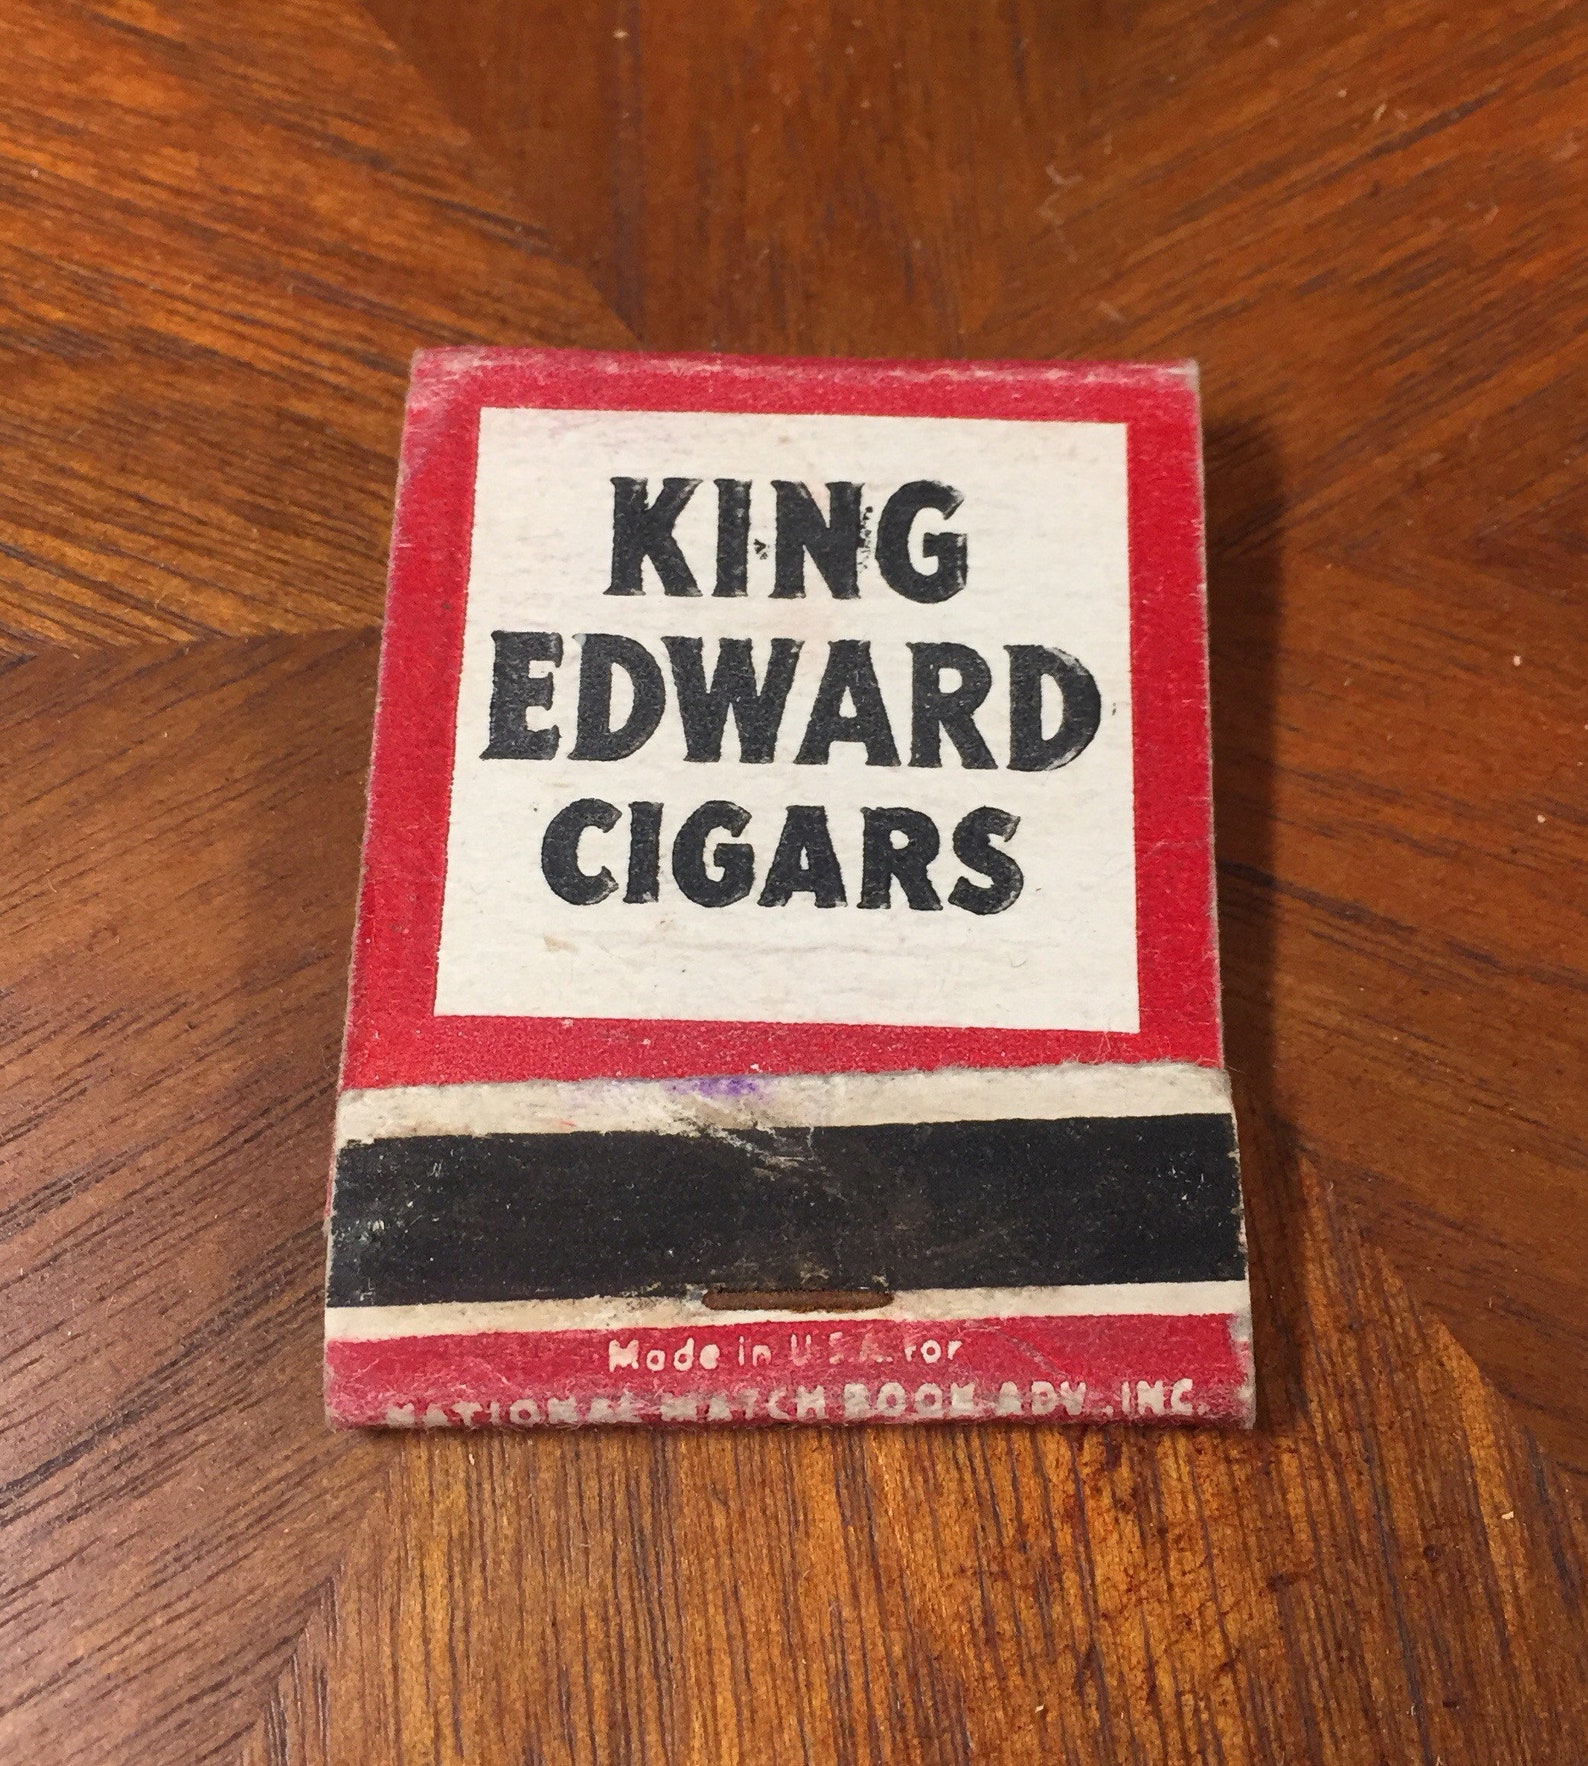 KING
EDWARD
CIGARS
Made in U.S.A. for
NATIONAL MATCH BOOK ADV., INC.